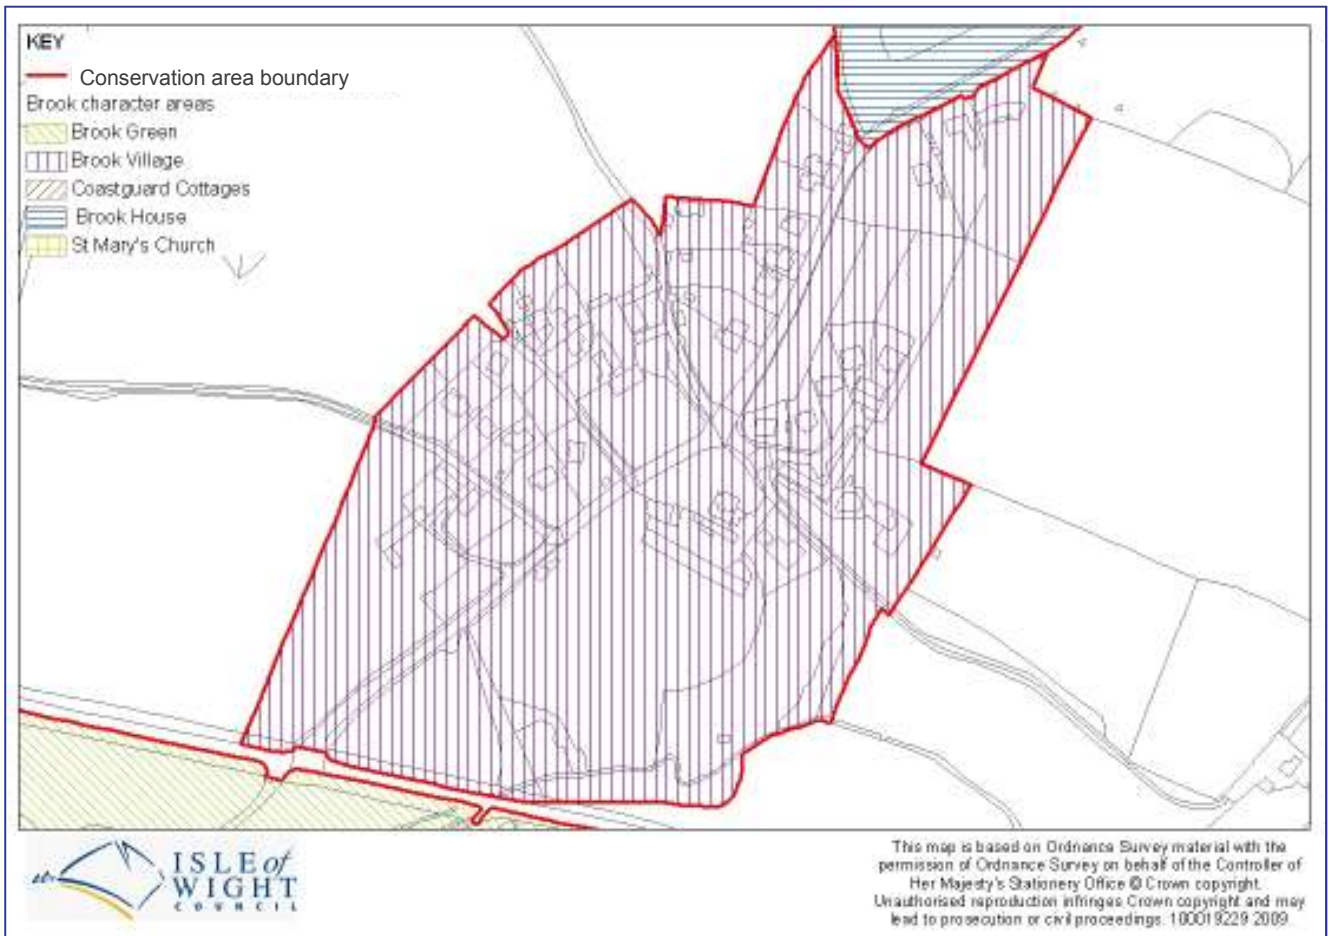 KEY
Conservation area boundary
Brook character areas
Brook Green
Brook Village
Coastguard Cottages
Brook House
St Mary's Church
ISLE of
WIGHT
COUNCIL
This map is based on Ordnance Survey material with the
permission of Ordnance Survey on behalf of the Controller of
Her Majesty's Stationery Office © Crown copyright.
Unauthorised reproduction infringes Crown copyright and may
lead to prosecution or civil proceedings. 100019229 2009